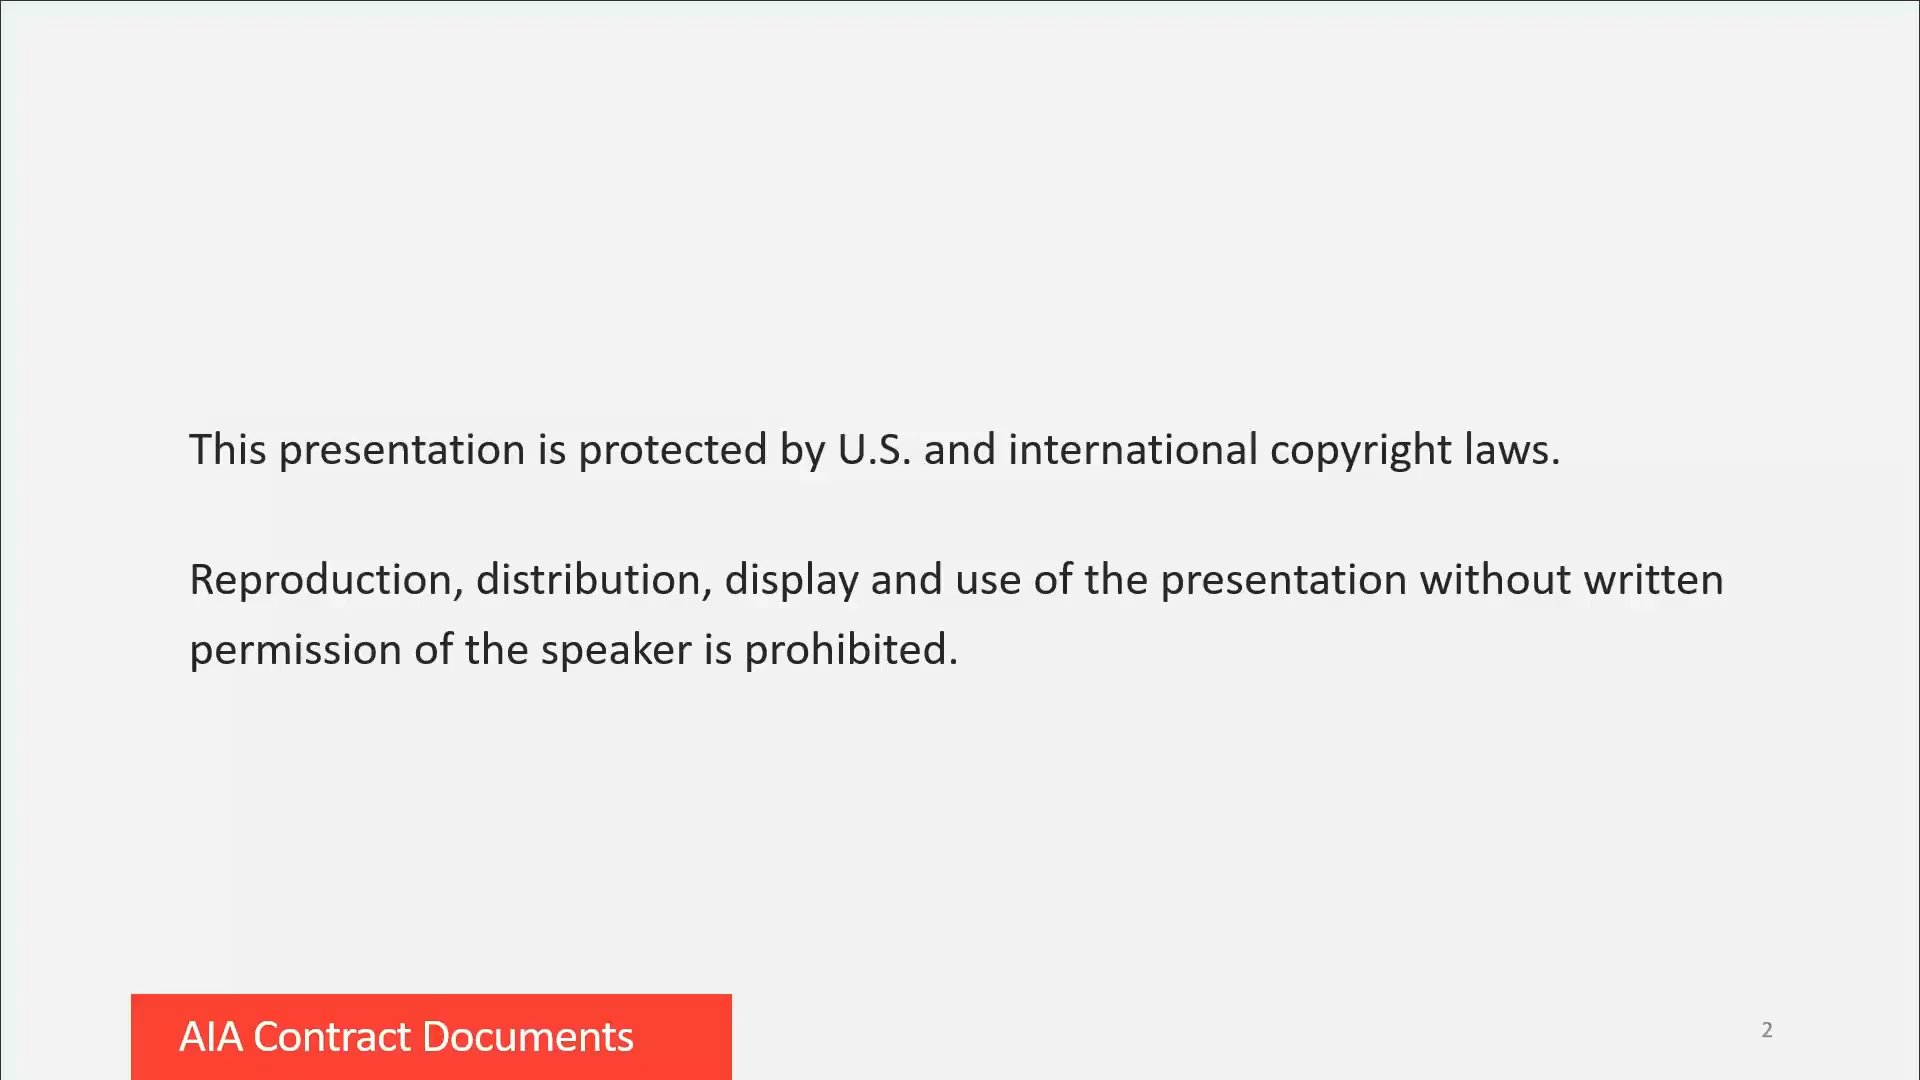 This presentation is protected by U.S. and international copyright laws.
Reproduction, distribution, display and use of the presentation without written
permission of the speaker is prohibited.
AIA Contract Documents
2